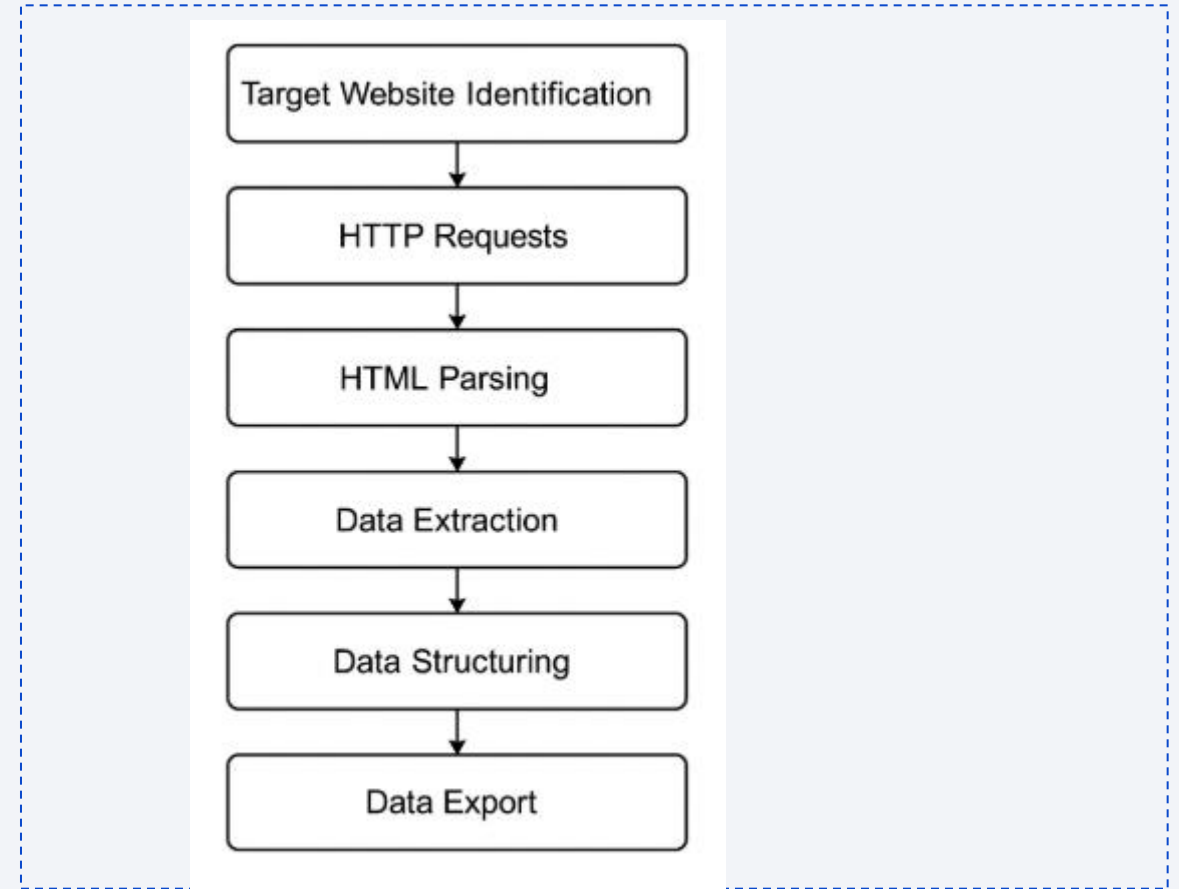 Target Website Identification
HTTP Requests
HTML Parsing
Data Extraction
Data Structuring
Data Export